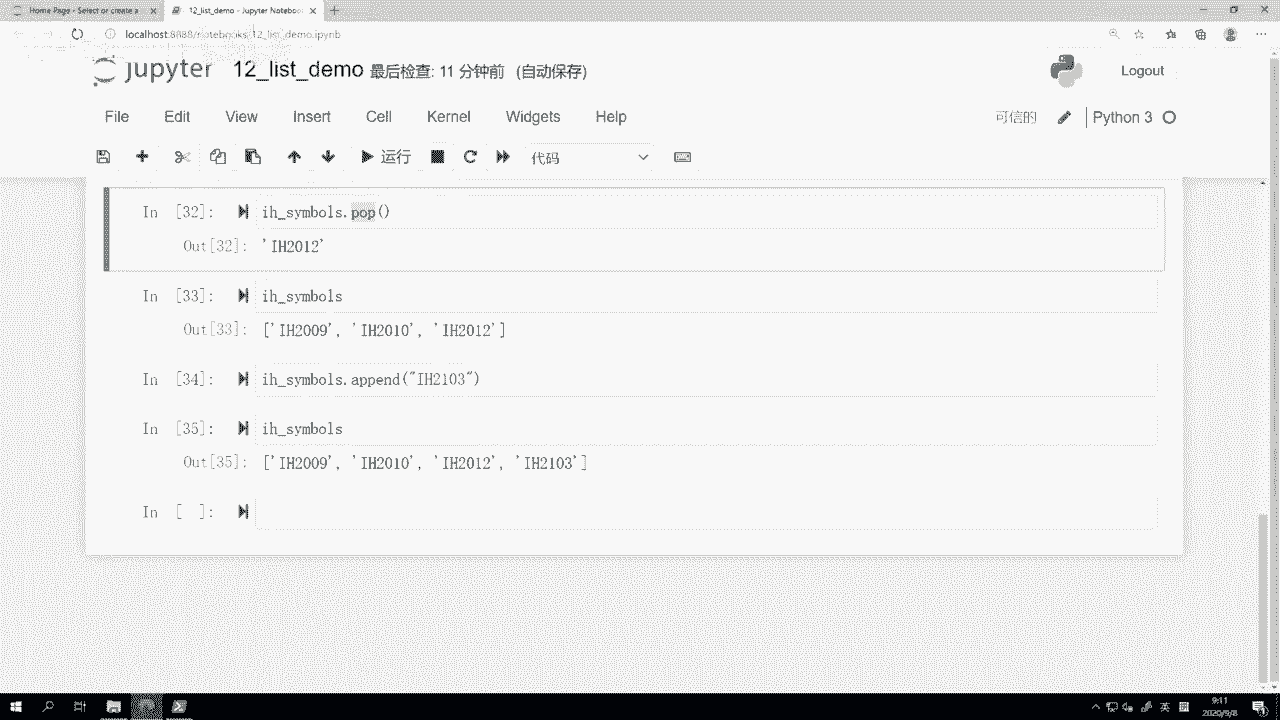 Home Page - Select or create a
12_list_demo - Jupyter Noteboo
localhost:8888/notebooks/12_list_demo.ipynb
jupyter 12_list_demo 最后检查: 11 分钟前 (自动保存)
Logout
File Edit View Insert Cell Kernel Widgets Help
可信的 Python 3
运行 代码
In [32]: ih_symbols.pop()
Out[32]: 'IH2012'
In [33]: ih_symbols
Out[33]: ['IH2009', 'IH2010', 'IH2012']
In [34]: ih_symbols.append("IH2103")
In [35]: ih_symbols
Out[35]: ['IH2009', 'IH2010', 'IH2012', 'IH2103']
In [ ]:
英
9:11
2020/9/8